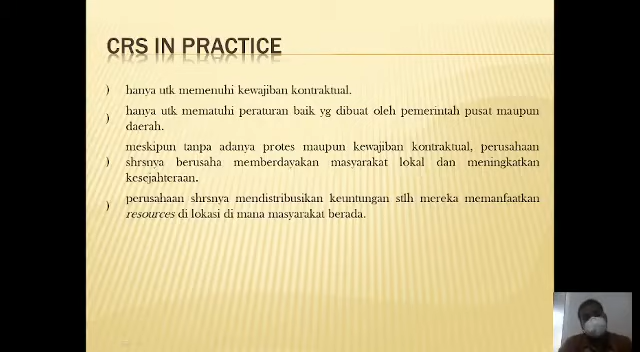 CRS IN PRACTICE
) hanya utk memenuhi kewajiban kontraktual.
) hanya utk mematuhi peraturan baik yg dibuat oleh pemerintah pusat maupun
daerah.
) meskipun tanpa adanya protes maupun kewajiban kontraktual, perusahaan
shrsnya berusaha memberdayakan masyarakat lokal dan meningkatkan
kesejahteraan.
) perusahaan shrsnya mendistribusikan keuntungan stlh mereka memanfaatkan
resources di lokasi di mana masyarakat berada.